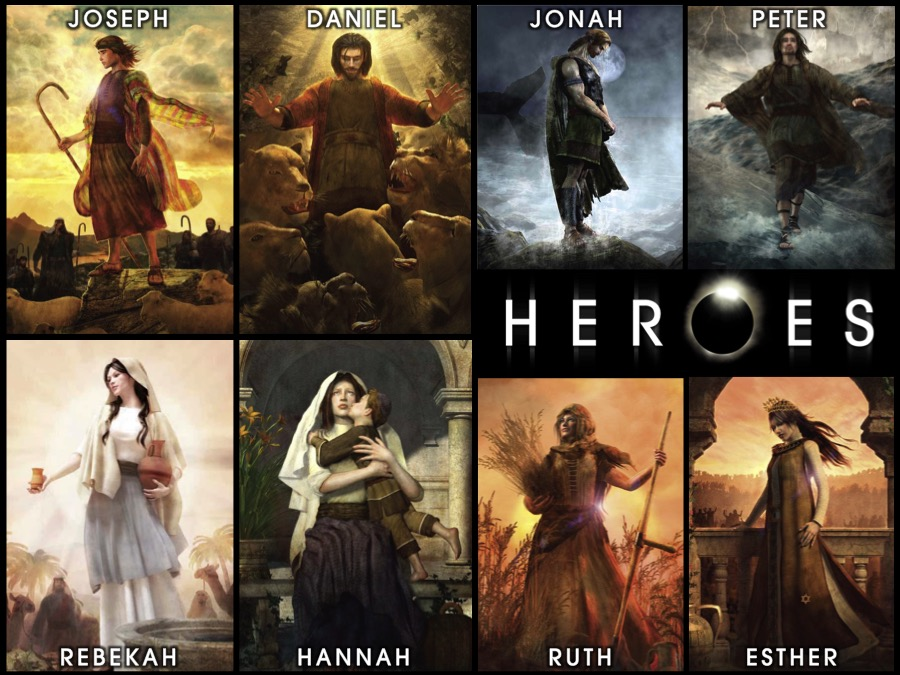 JOSEPH
DANIEL
JONAH
PETER
HEROES
REBEKAH
HANNAH
RUTH
ESTHER